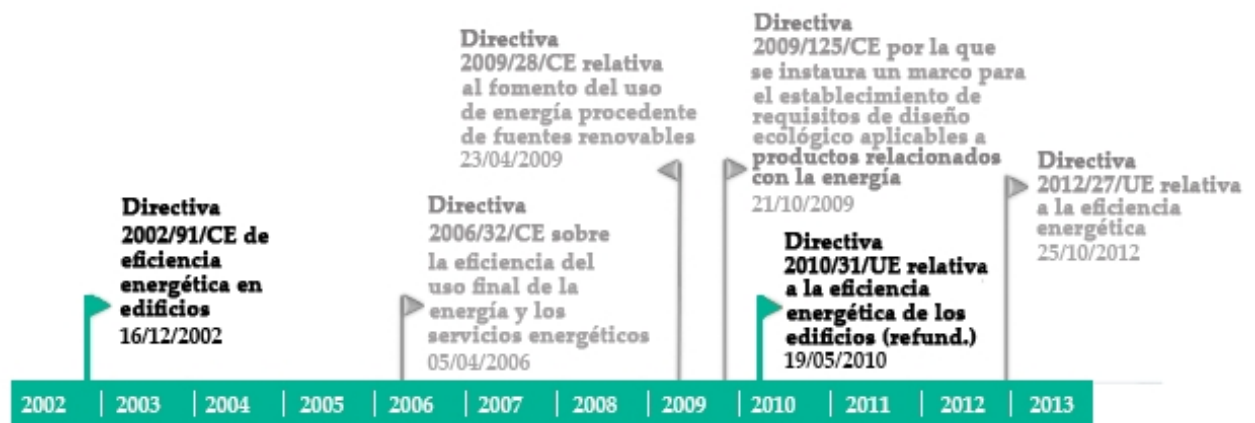 Directiva
2009/28/CE relativa
al fomento del uso
de energía procedente
de fuentes renovables
23/04/2009
Directiva
2009/125/CE por la que
se instaura un marco para
el establecimiento de
requisitos de diseño
ecológico aplicables a
productos relacionados
con la energía
21/10/2009
Directiva
2012/27/UE relativa
a la eficiencia
energética
25/10/2012
Directiva
2002/91/CE de
eficiencia
energética en
edificios
16/12/2002
Directiva
2006/32/CE sobre
la eficiencia del
uso final de la
energía y los
servicios energéticos
05/04/2006
Directiva
2010/31/UE relativa
a la eficiencia
energética de los
edificios (refund.)
19/05/2010
2002 2003 2004 2005 2006 2007 2008 2009 2010 2011 2012 2013